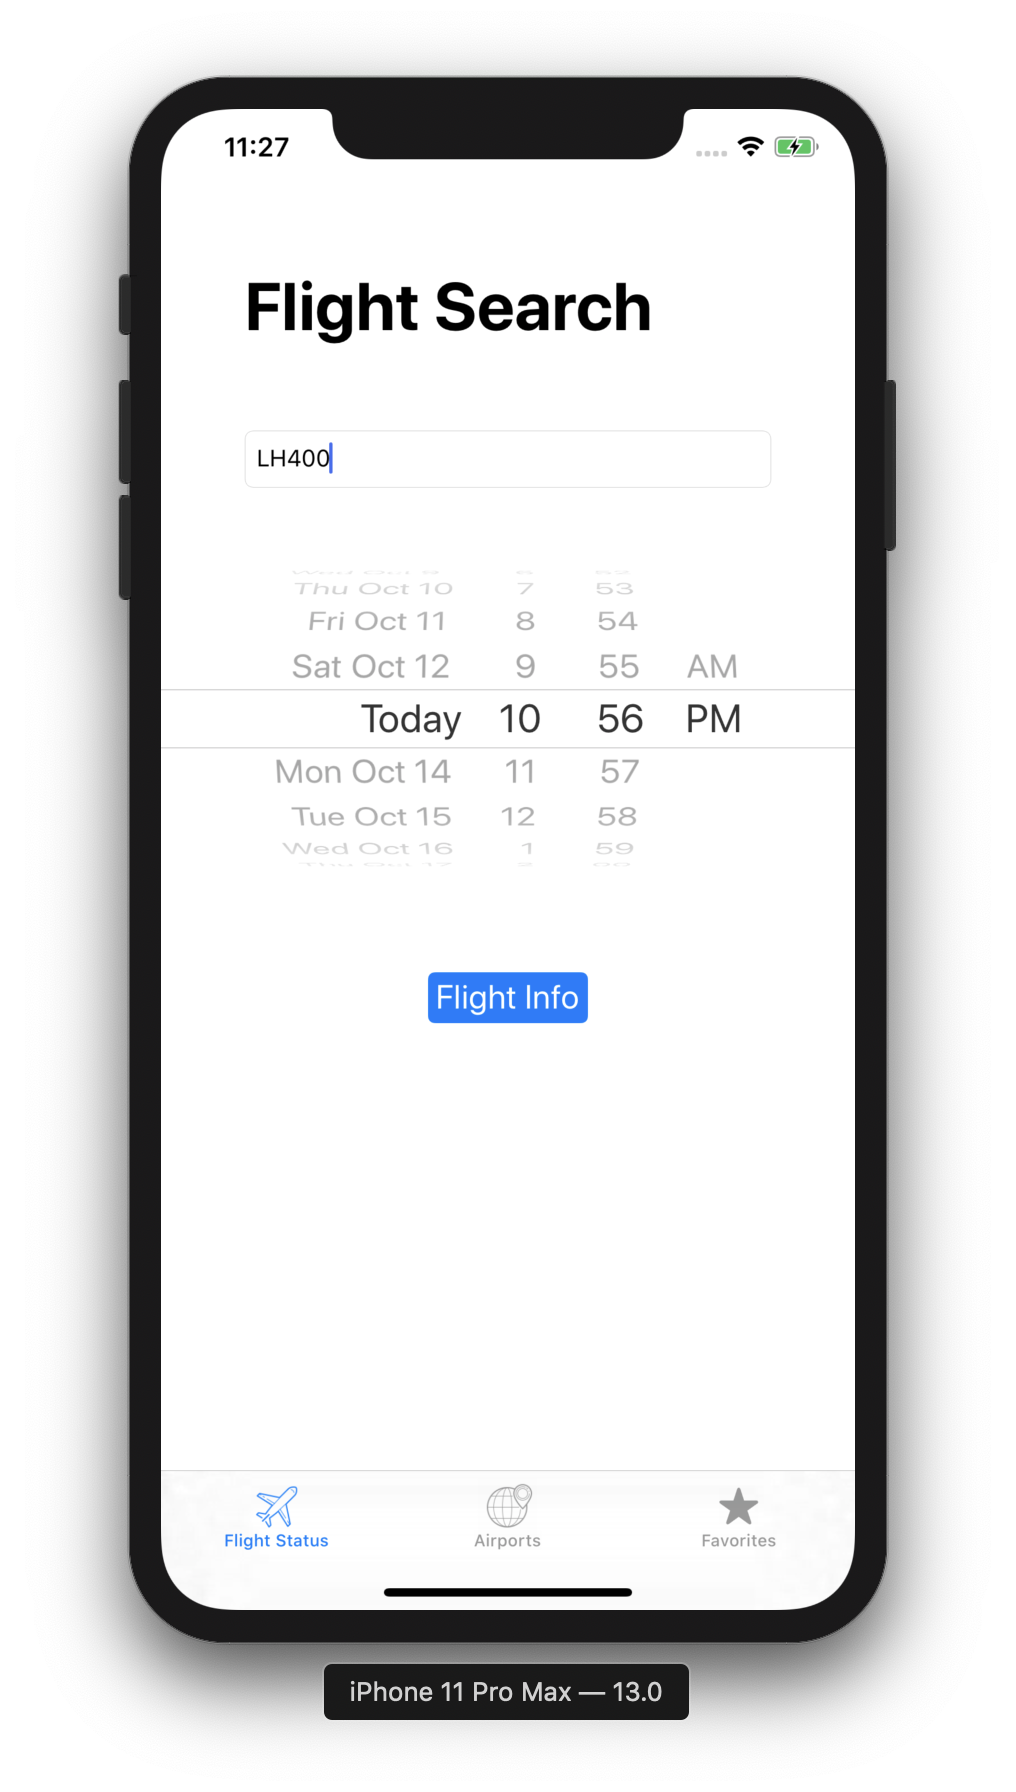 11:27
Flight Search
LH400
Thu Oct 10 7 53
Fri Oct 11 8 54
Sat Oct 12 9 55 AM
Today 10 56 PM
Mon Oct 14 11 57
Tue Oct 15 12 58
Wed Oct 16 1 59
Flight Info
Flight Status Airports Favorites
iPhone 11 Pro Max — 13.0